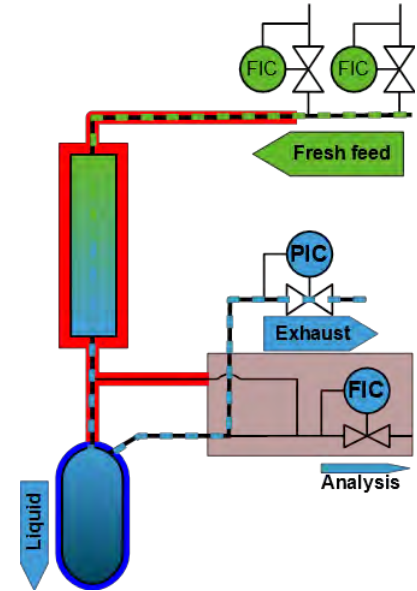 FIC
FIC
Fresh feed
PIC
Exhaust
FIC
Analysis
Liquid